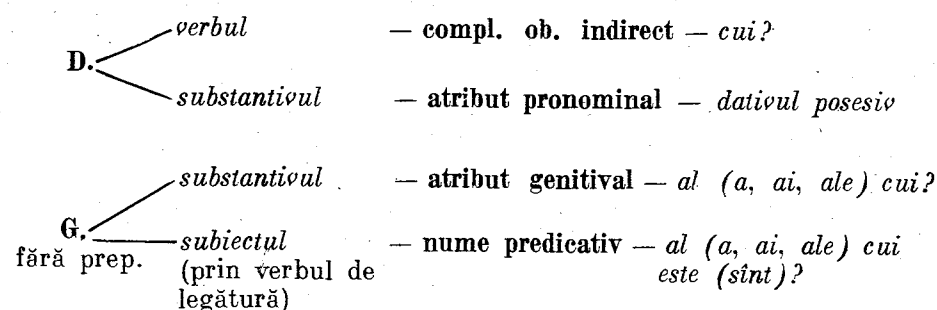 verbul — compl. ob. indirect — cui?
D.
substantivul — atribut pronominal — dativul posesiv
substantivul — atribut genitival — al (a, ai, ale) cui?
G.
fără prep.
subiectul — nume predicativ — al (a, ai, ale) cui
(prin verbul de este (sînt)?
legătură)